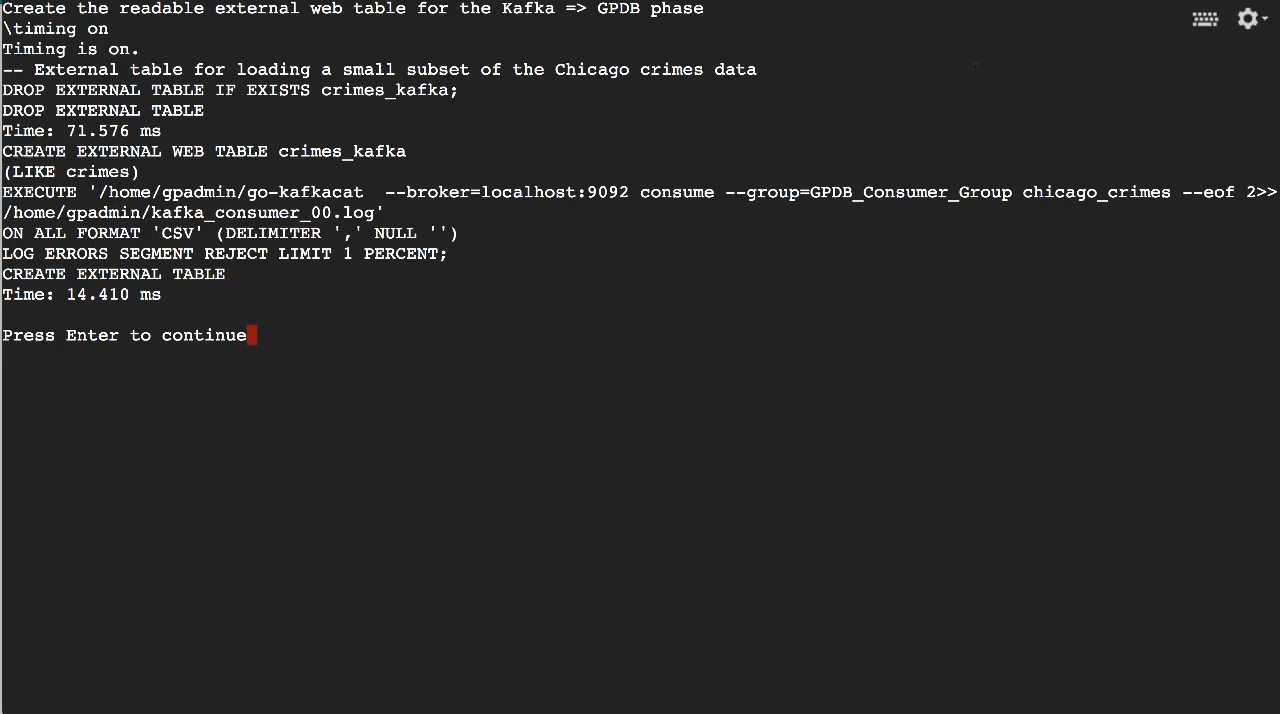 Create the readable external web table for the Kafka => GPDB phase
\timing on
Timing is on.
-- External table for loading a small subset of the Chicago crimes data
DROP EXTERNAL TABLE IF EXISTS crimes_kafka;
DROP EXTERNAL TABLE
Time: 71.576 ms
CREATE EXTERNAL WEB TABLE crimes_kafka
(LIKE crimes)
EXECUTE '/home/gpadmin/go-kafkacat  --broker=localhost:9092 consume --group=GPDB_Consumer_Group chicago_crimes --eof 2>>
/home/gpadmin/kafka_consumer_00.log'
ON ALL FORMAT 'CSV' (DELIMITER ',' NULL '')
LOG ERRORS SEGMENT REJECT LIMIT 1 PERCENT;
CREATE EXTERNAL TABLE
Time: 14.410 ms
Press Enter to continue